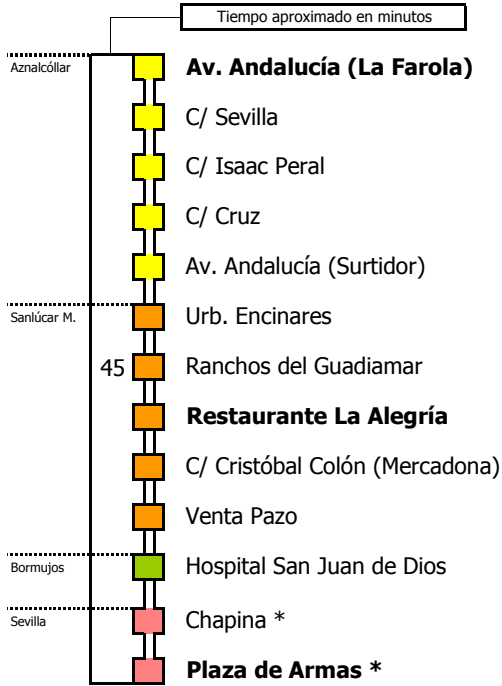 Tiempo aproximado en minutos
Aznalcóllar
Av. Andalucía (La Farola)
C/ Sevilla
C/ Isaac Peral
C/ Cruz
Av. Andalucía (Surtidor)
Sanlúcar M.
Urb. Encinares
45
Ranchos del Guadiamar
Restaurante La Alegría
C/ Cristóbal Colón (Mercadona)
Venta Pazo
Bormujos
Hospital San Juan de Dios
Sevilla
Chapina *
Plaza de Armas *